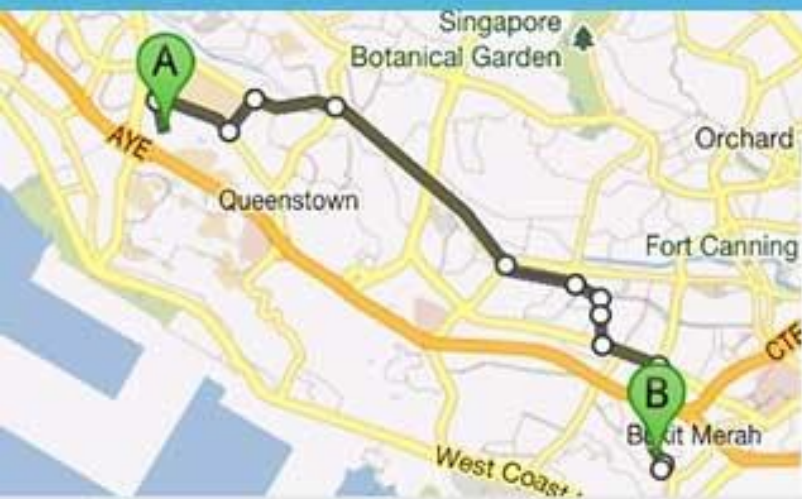 Singapore
Botanical Garden
A
AYE
Orchard
Queenstown
Fort Canning
CTE
B
Bukit Merah
West Coast